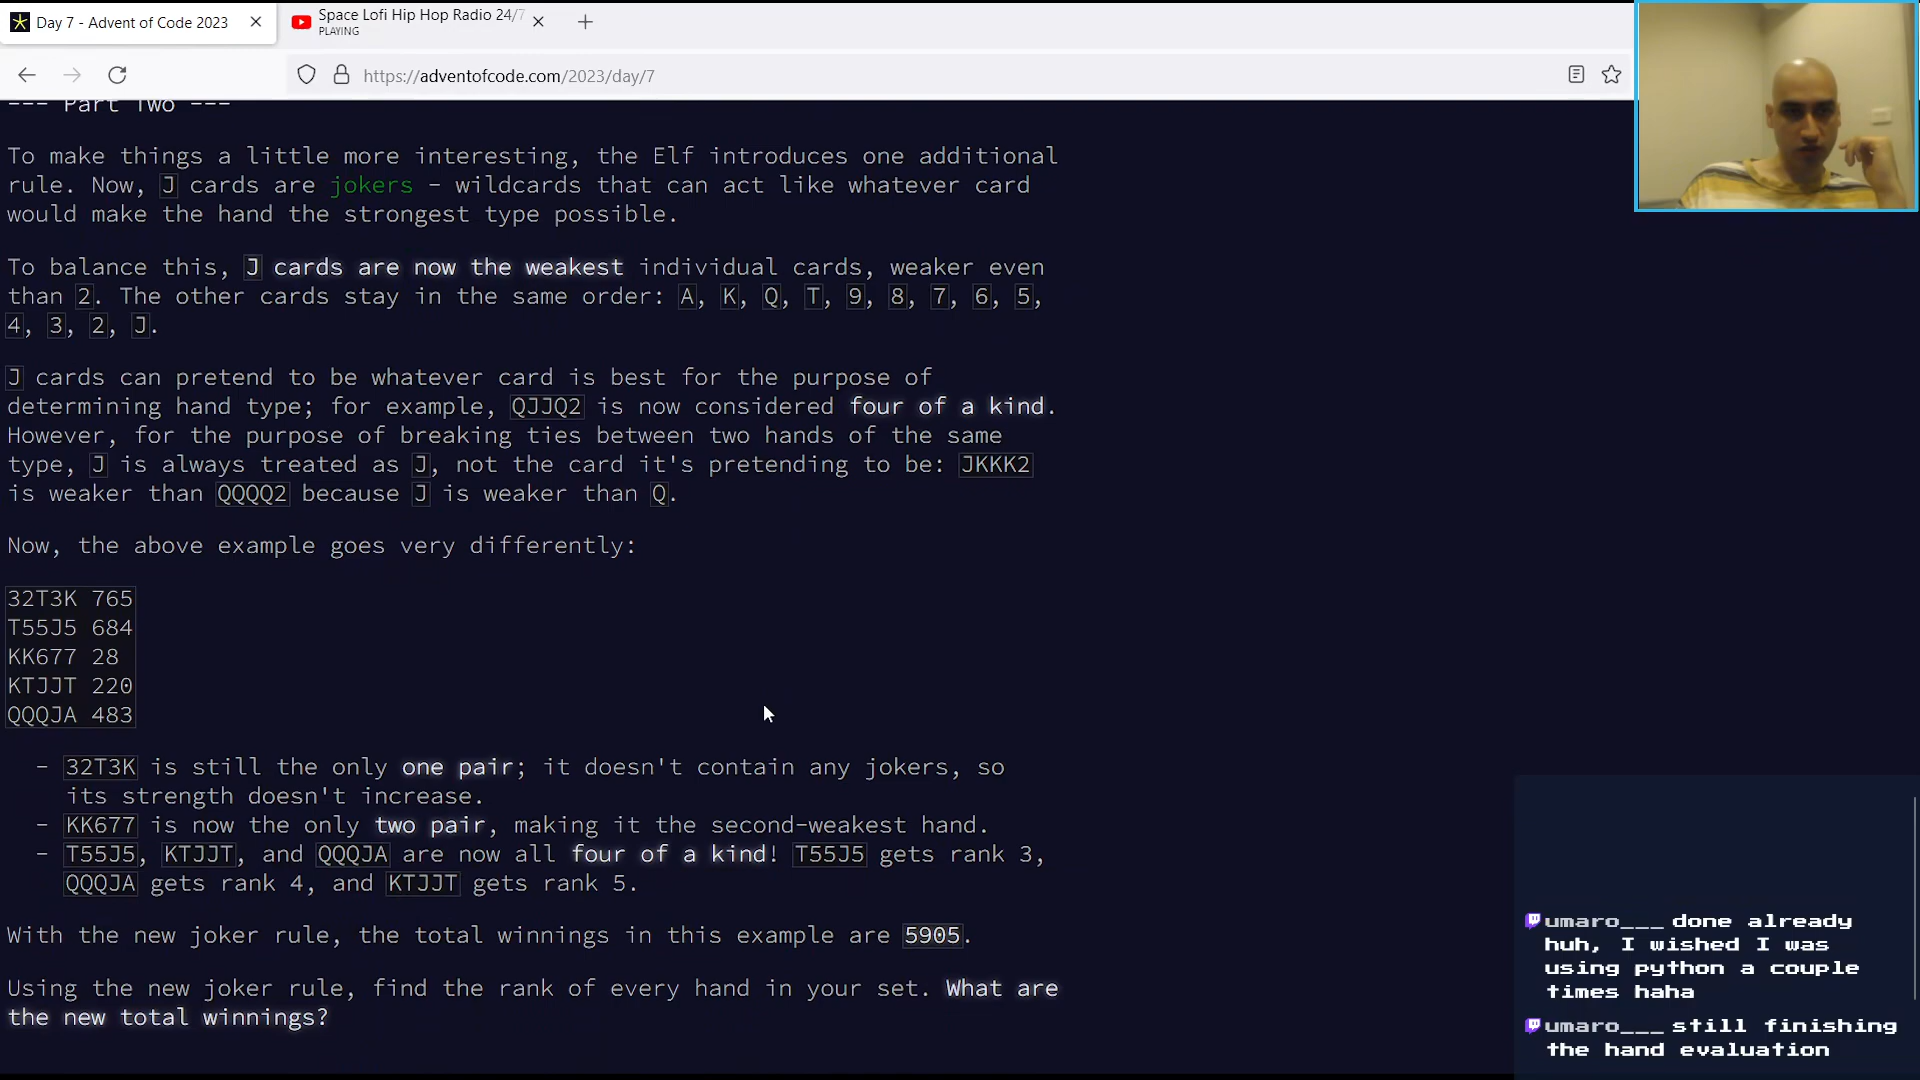 Day 7 - Advent of Code 2023
Space Lofi Hip Hop Radio 24/7
PLAYING
https://adventofcode.com/2023/day/7
--- Part Two ---
To make things a little more interesting, the Elf introduces one additional
rule. Now, J cards are jokers - wildcards that can act like whatever card
would make the hand the strongest type possible.
To balance this, J cards are now the weakest individual cards, weaker even
than 2. The other cards stay in the same order: A, K, Q, T, 9, 8, 7, 6, 5,
4, 3, 2, J.
J cards can pretend to be whatever card is best for the purpose of
determining hand type; for example, QJJQ2 is now considered four of a kind.
However, for the purpose of breaking ties between two hands of the same
type, J is always treated as J, not the card it's pretending to be: JKKK2
is weaker than QQQQ2 because J is weaker than Q.
Now, the above example goes very differently:
32T3K 765
T55J5 684
KK677 28
KTJJT 220
QQQJA 483
- 32T3K is still the only one pair; it doesn't contain any jokers, so
its strength doesn't increase.
- KK677 is now the only two pair, making it the second-weakest hand.
- T55J5, KTJJT, and QQQJA are now all four of a kind! T55J5 gets rank 3,
QQQJA gets rank 4, and KTJJT gets rank 5.
With the new joker rule, the total winnings in this example are 5905.
Using the new joker rule, find the rank of every hand in your set. What are
the new total winnings?
umaro___ done already
huh, I wished I was
using python a couple
times haha
umaro___ still finishing
the hand evaluation